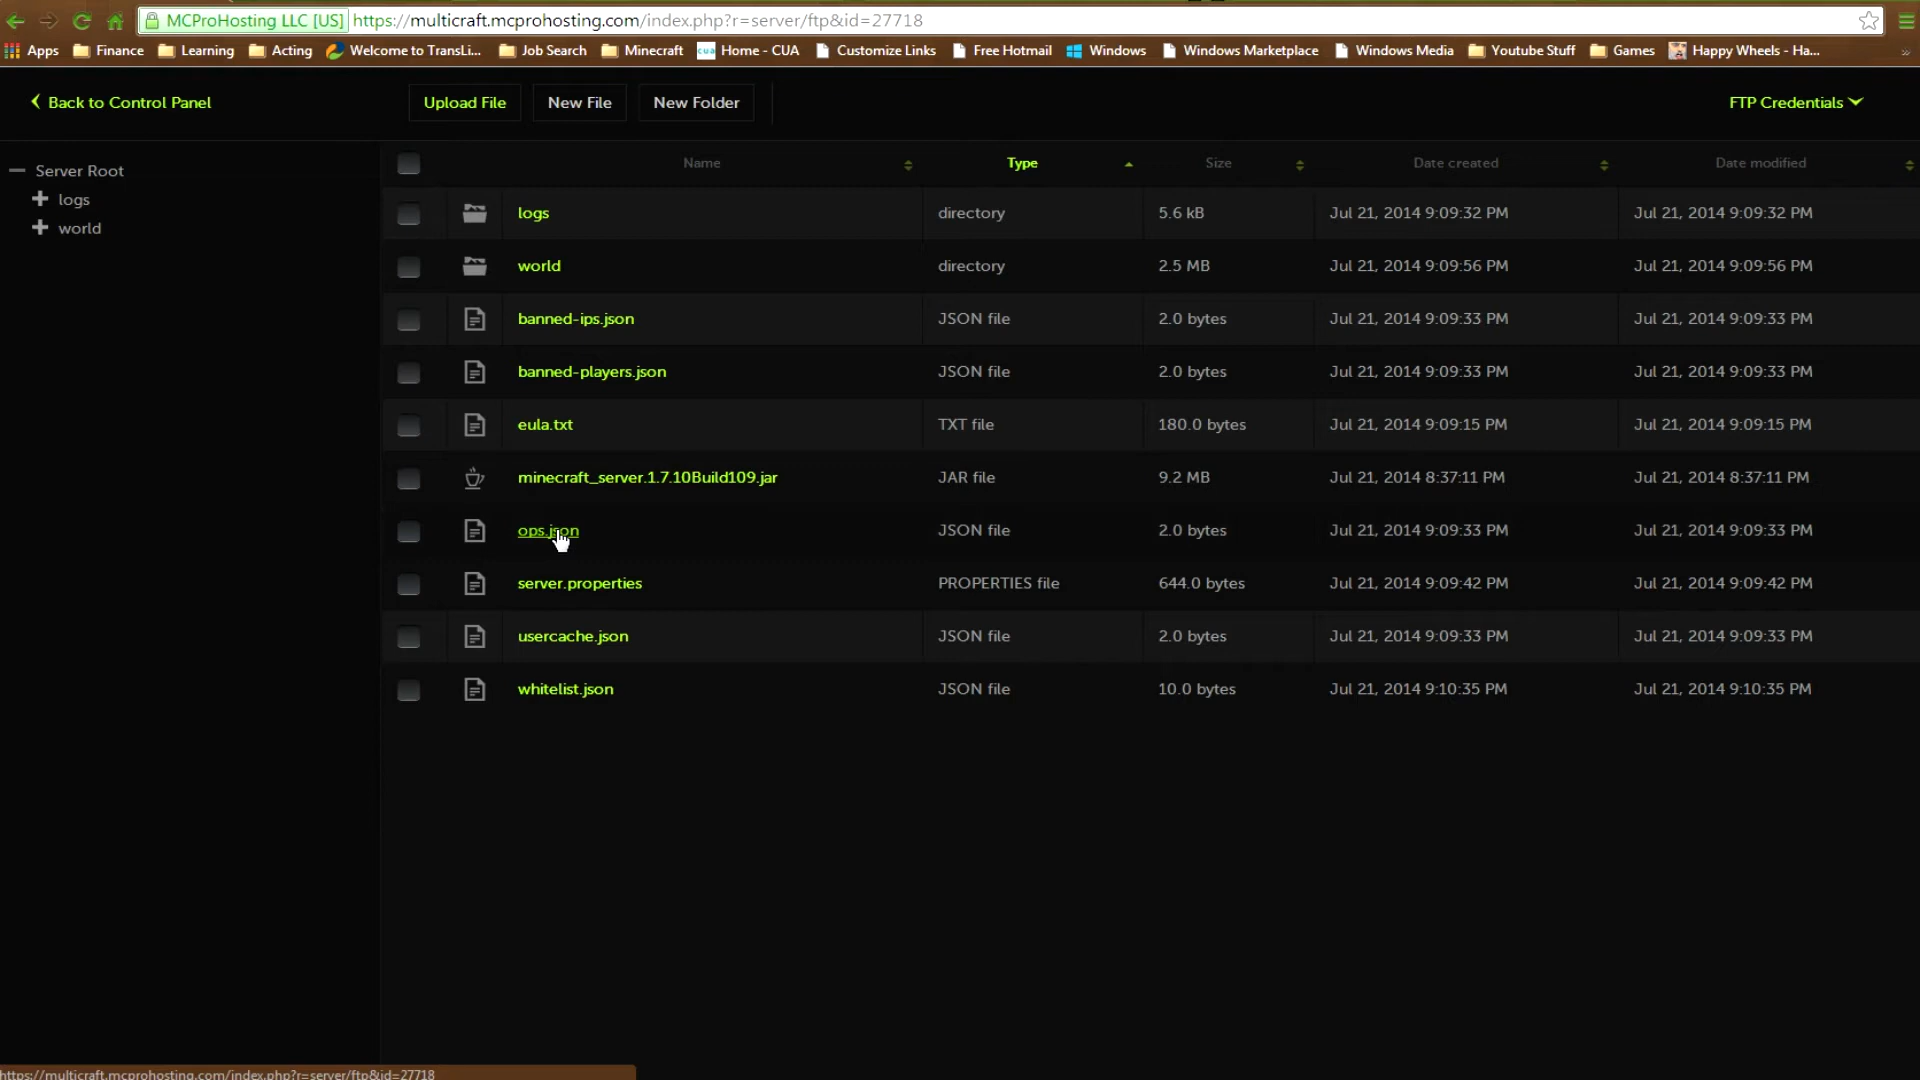 MCProHosting LLC [US] https://multicraft.mcprohosting.com/index.php?r=server/ftp&id=27718
Apps Finance Learning Acting Welcome to TransLi... Job Search Minecraft cua Home - CUA Customize Links Free Hotmail Windows Windows Marketplace Windows Media Youtube Stuff Games Happy Wheels - Ha... »
Back to Control Panel Upload File New File New Folder FTP Credentials
Server Root
logs
world
Name Type Size Date created Date modified
logs directory 5.6 kB Jul 21, 2014 9:09:32 PM Jul 21, 2014 9:09:32 PM
world directory 2.5 MB Jul 21, 2014 9:09:56 PM Jul 21, 2014 9:09:56 PM
banned-ips.json JSON file 2.0 bytes Jul 21, 2014 9:09:33 PM Jul 21, 2014 9:09:33 PM
banned-players.json JSON file 2.0 bytes Jul 21, 2014 9:09:33 PM Jul 21, 2014 9:09:33 PM
eula.txt TXT file 180.0 bytes Jul 21, 2014 9:09:15 PM Jul 21, 2014 9:09:15 PM
minecraft_server.1.7.10Build109.jar JAR file 9.2 MB Jul 21, 2014 8:37:11 PM Jul 21, 2014 8:37:11 PM
ops.json JSON file 2.0 bytes Jul 21, 2014 9:09:33 PM Jul 21, 2014 9:09:33 PM
server.properties PROPERTIES file 644.0 bytes Jul 21, 2014 9:09:42 PM Jul 21, 2014 9:09:42 PM
usercache.json JSON file 2.0 bytes Jul 21, 2014 9:09:33 PM Jul 21, 2014 9:09:33 PM
whitelist.json JSON file 10.0 bytes Jul 21, 2014 9:10:35 PM Jul 21, 2014 9:10:35 PM
https://multicraft.mcprohosting.com/index.php?r=server/ftp&id=27718